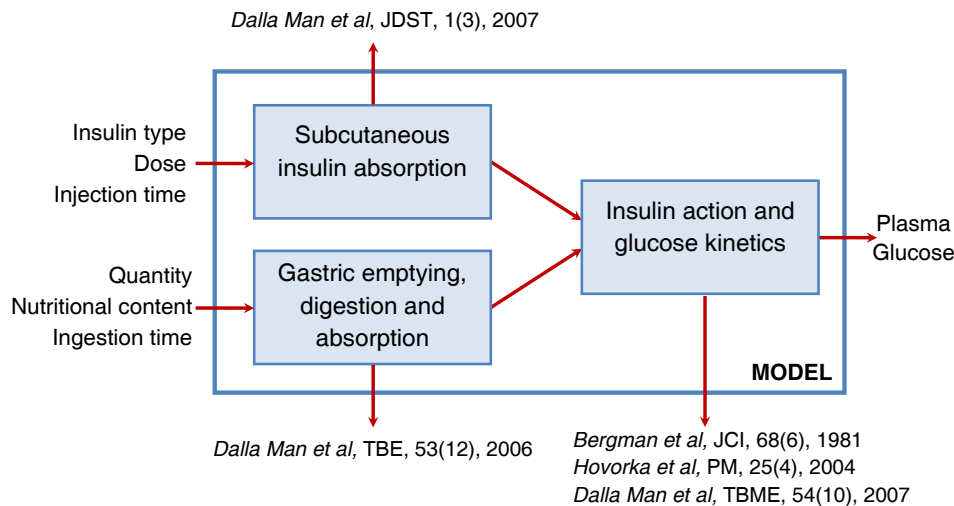 Dalla Man et al, JDST, 1(3), 2007
Insulin type
Dose
Injection time
Subcutaneous
insulin absorption
Quantity
Nutritional content
Ingestion time
Gastric emptying,
digestion and
absorption
Insulin action and
glucose kinetics
Plasma
Glucose
MODEL
Dalla Man et al, TBE, 53(12), 2006
Bergman et al, JCI, 68(6), 1981
Hovorka et al, PM, 25(4), 2004
Dalla Man et al, TBME, 54(10), 2007